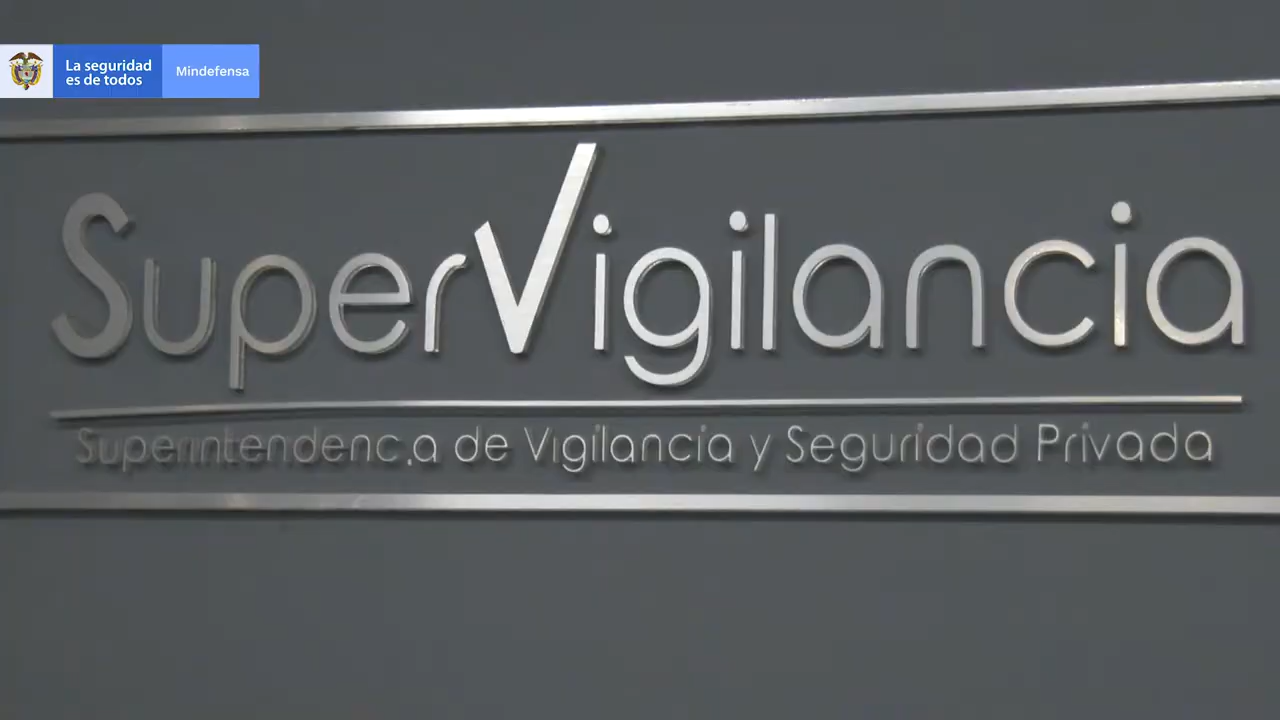 La seguridad
es de todos
Mindefensa
SuperVigilancia
Superintendencia de Vigilancia y Seguridad Privada